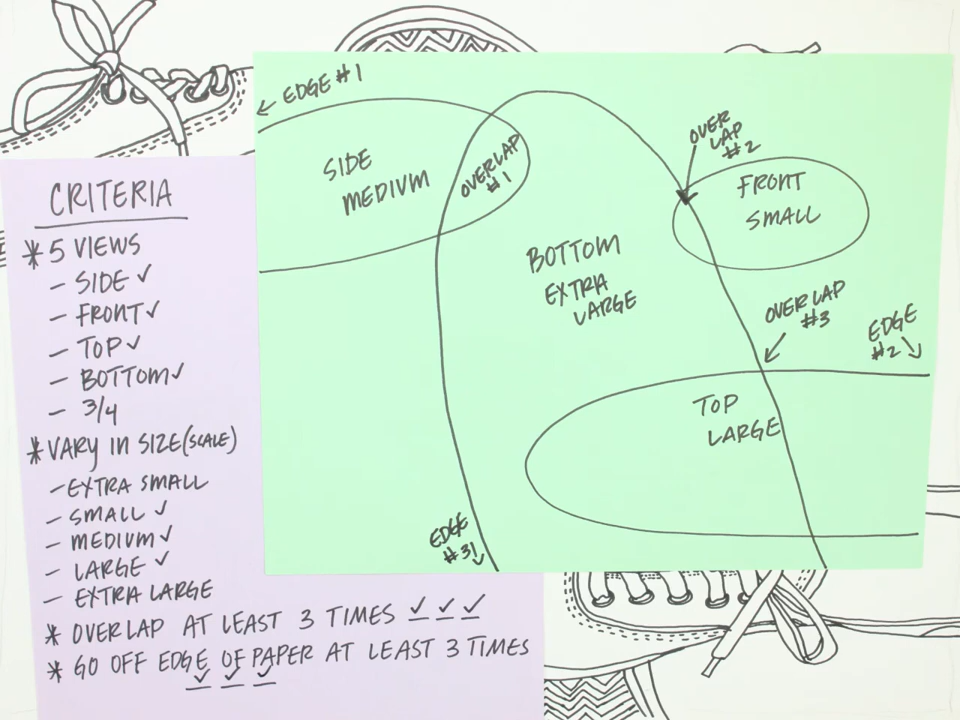 CRITERIA
* 5 VIEWS
- SIDE ✓
- FRONT ✓
- TOP ✓
- BOTTOM ✓
- 3/4
* VARY IN SIZE (SCALE)
- EXTRA SMALL
- SMALL ✓
- MEDIUM ✓
- LARGE ✓
- EXTRA LARGE
* OVERLAP AT LEAST 3 TIMES ✓ ✓ ✓
* GO OFF EDGE OF PAPER AT LEAST 3 TIMES
✓ ✓ ✓
← EDGE #1
SIDE
MEDIUM
OVERLAP
#1
OVER
LAP
#2
FRONT
SMALL
BOTTOM
EXTRA
LARGE
OVERLAP
#3
EDGE
#2
TOP
LARGE
EDGE
#3!